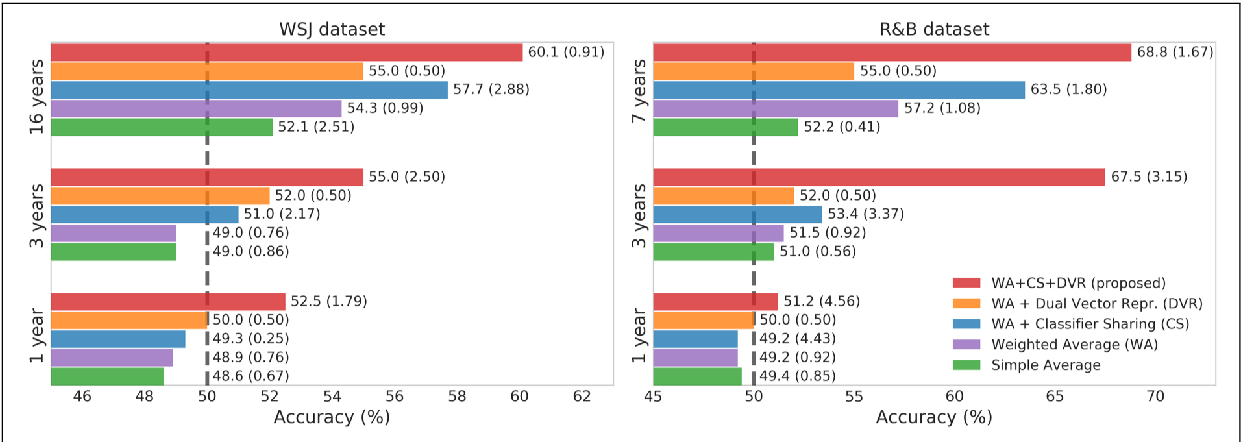 WSJ dataset
16 years
60.1 (0.91)
55.0 (0.50)
57.7 (2.88)
54.3 (0.99)
52.1 (2.51)
3 years
55.0 (2.50)
52.0 (0.50)
51.0 (2.17)
49.0 (0.76)
49.0 (0.86)
1 year
52.5 (1.79)
50.0 (0.50)
49.3 (0.25)
48.9 (0.76)
48.6 (0.67)
46 48 50 52 54 56 58 60 62
Accuracy (%)
R&B dataset
7 years
68.8 (1.67)
55.0 (0.50)
63.5 (1.80)
57.2 (1.08)
52.2 (0.41)
3 years
67.5 (3.15)
52.0 (0.50)
53.4 (3.37)
51.5 (0.92)
51.0 (0.56)
1 year
51.2 (4.56)
50.0 (0.50)
49.2 (4.43)
49.2 (0.92)
49.4 (0.85)
WA+CS+DVR (proposed)
WA + Dual Vector Repr. (DVR)
WA + Classifier Sharing (CS)
Weighted Average (WA)
Simple Average
45 50 55 60 65 70
Accuracy (%)